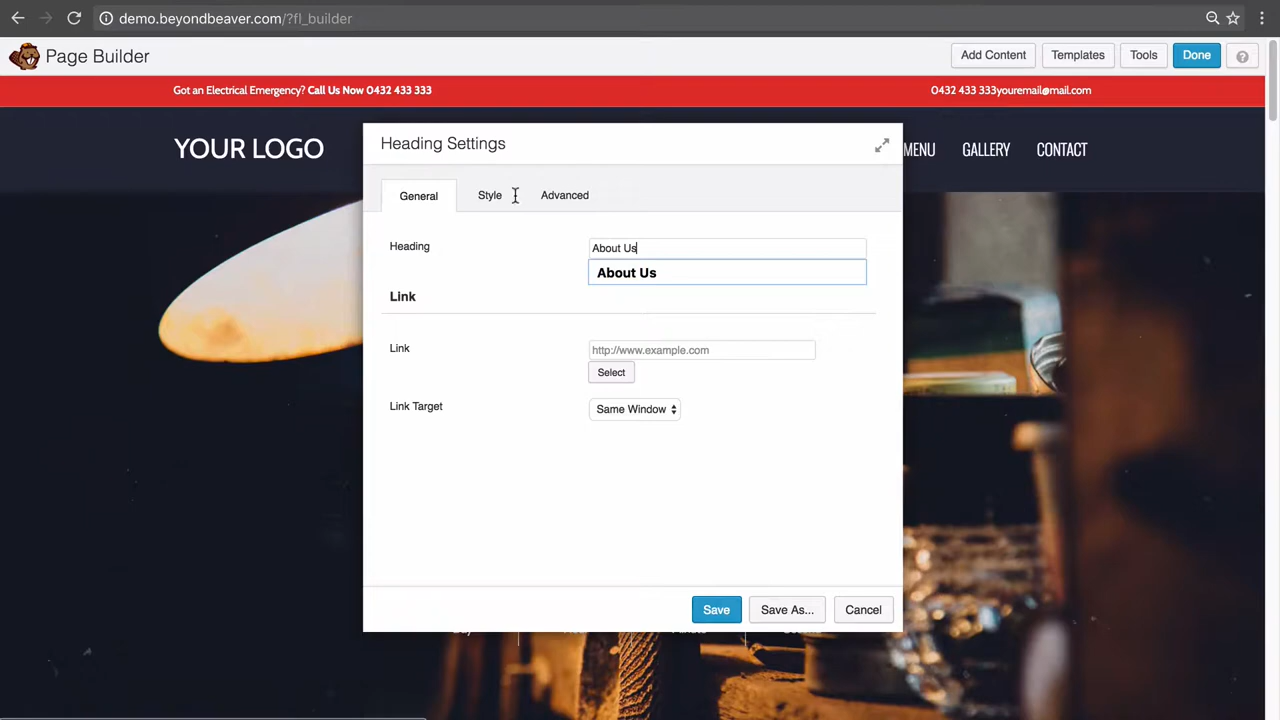 demo.beyondbeaver.com/?fl_builder
Page Builder
Add Content
Templates
Tools
Done
?
Got an Electrical Emergency? Call Us Now 0432 433 333
0432 433 333youremail@mail.com
YOUR LOGO
MENU
GALLERY
CONTACT
Heading Settings
General
Style
Advanced
Heading
About Us
About Us
Link
Link
http://www.example.com
Select
Link Target
Same Window
Save
Save As...
Cancel